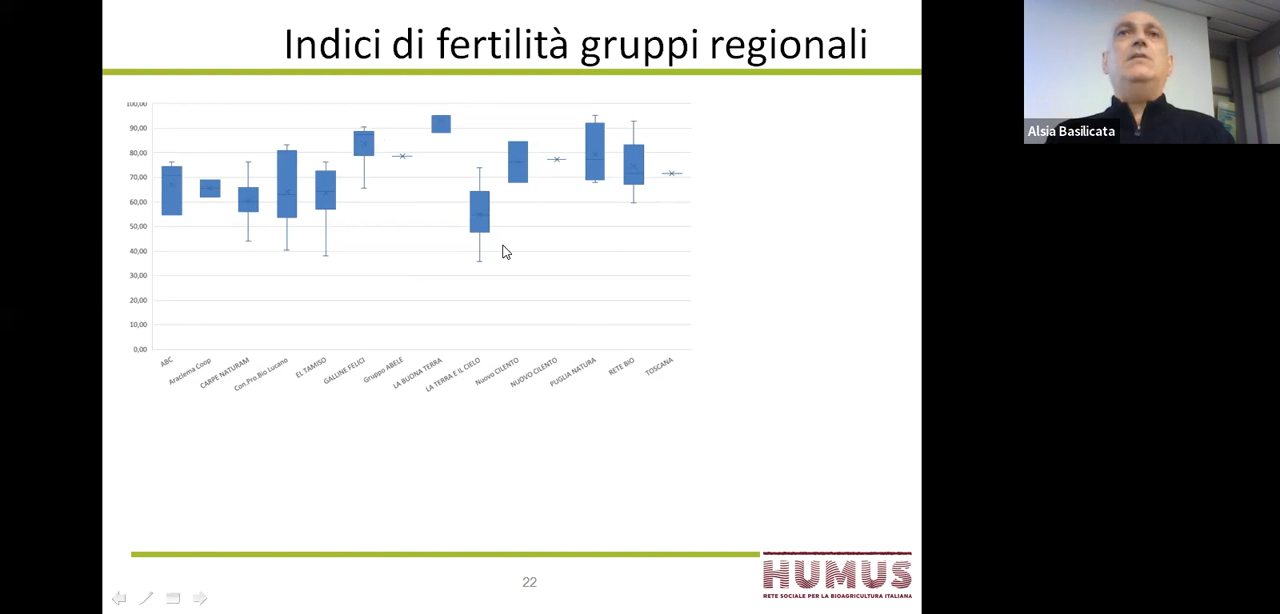 Indici di fertilità gruppi regionali
Alsia Basilicata
100,00
90,00
80,00
70,00
60,00
50,00
40,00
30,00
20,00
10,00
0,00
ABC
Araclema Coop
CARPE NATURAM
Con.Pro.Bio Lucano
EL TAMISO
GALLINE FELICI
Gruppo ABELE
LA BUONA TERRA
LA TERRA E IL CIELO
Nuovo CILENTO
NUOVO CILENTO
PUGLIA NATURA
RETE BIO
TOSCANA
22
HUMUS
RETE SOCIALE PER LA BIOAGRICULTURA ITALIANA